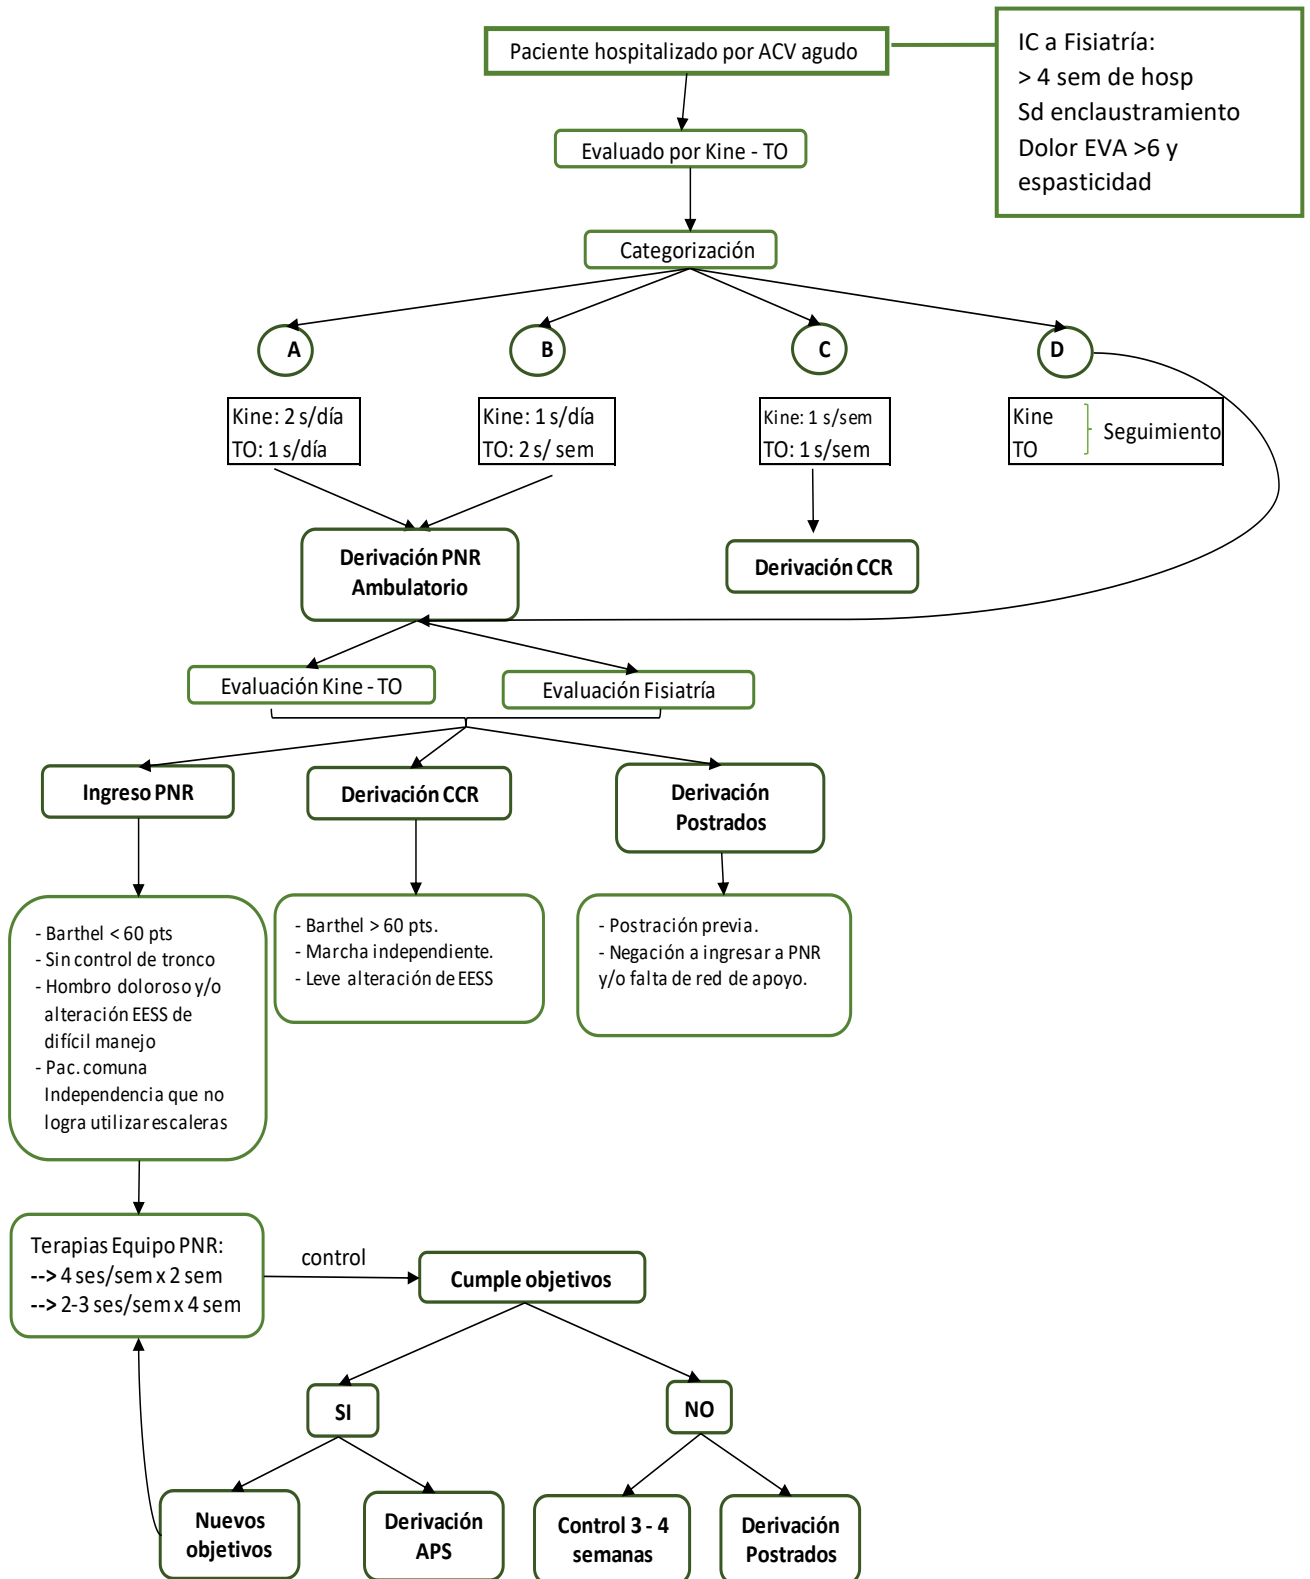 Paciente hospitalizado por ACV agudo
IC a Fisiatría:
> 4 sem de hosp
Sd enclaustramiento
Dolor EVA >6 y
espasticidad
Evaluado por Kine - TO
Categorización
A
B
C
D
Kine: 2 s/día
TO: 1 s/día
Kine: 1 s/día
TO: 2 s/ sem
Kine: 1 s/sem
TO: 1 s/sem
Kine
TO
Seguimiento
Derivación PNR
Ambulatorio
Derivación CCR
Evaluación Kine - TO
Evaluación Fisiatría
Ingreso PNR
Derivación CCR
Derivación
Postrados
- Barthel < 60 pts
- Sin control de tronco
- Hombro doloroso y/o
alteración EESS de
difícil manejo
- Pac. comuna
Independencia que no
logra utilizar escaleras
- Barthel > 60 pts.
- Marcha independiente.
- Leve alteración de EESS
- Postración previa.
- Negación a ingresar a PNR
y/o falta de red de apoyo.
Terapias Equipo PNR:
--> 4 ses/sem x 2 sem
--> 2-3 ses/sem x 4 sem
control
Cumple objetivos
SI
NO
Nuevos
objetivos
Derivación
APS
Control 3 - 4
semanas
Derivación
Postrados